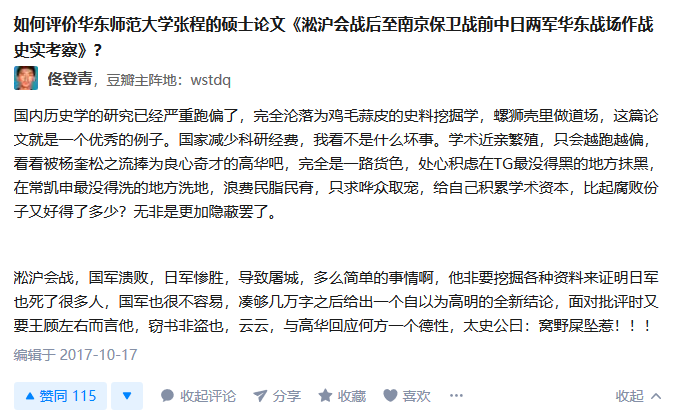 如何评价华东师范大学张程的硕士论文《淞沪会战后至南京保卫战前中日两军华东战场作战
史实考察》?
佟登青，豆瓣主阵地：wstdq
国内历史学的研究已经严重跑偏了，完全沦落为鸡毛蒜皮的史料挖掘学，螺狮壳里做道场，这篇论
文就是一个优秀的例子。国家减少科研经费，我看不是什么坏事。学术近亲繁殖，只会越跑越偏，
看看被杨奎松之流捧为良心奇才的高华吧，完全是一路货色，处心积虑在TG最没得黑的地方抹黑，
在常凯申最没得洗的地方洗地，浪费民脂民膏，只求哗众取宠，给自己积累学术资本，比起腐败份
子又好得了多少？无非是更加隐蔽罢了。
淞沪会战，国军溃败，日军惨胜，导致屠城，多么简单的事情啊，他非要挖掘各种资料来证明日军
也死了很多人，国军也很不容易，凑够几万字之后给出一个自以为高明的全新结论，面对批评时又
要王顾左右而言他，窃书非盗也，云云，与高华回应何方一个德性，太史公曰：窝野屎坠惹！！！
编辑于 2017-10-17
赞同 115 收起评论 分享 收藏 喜欢 收起